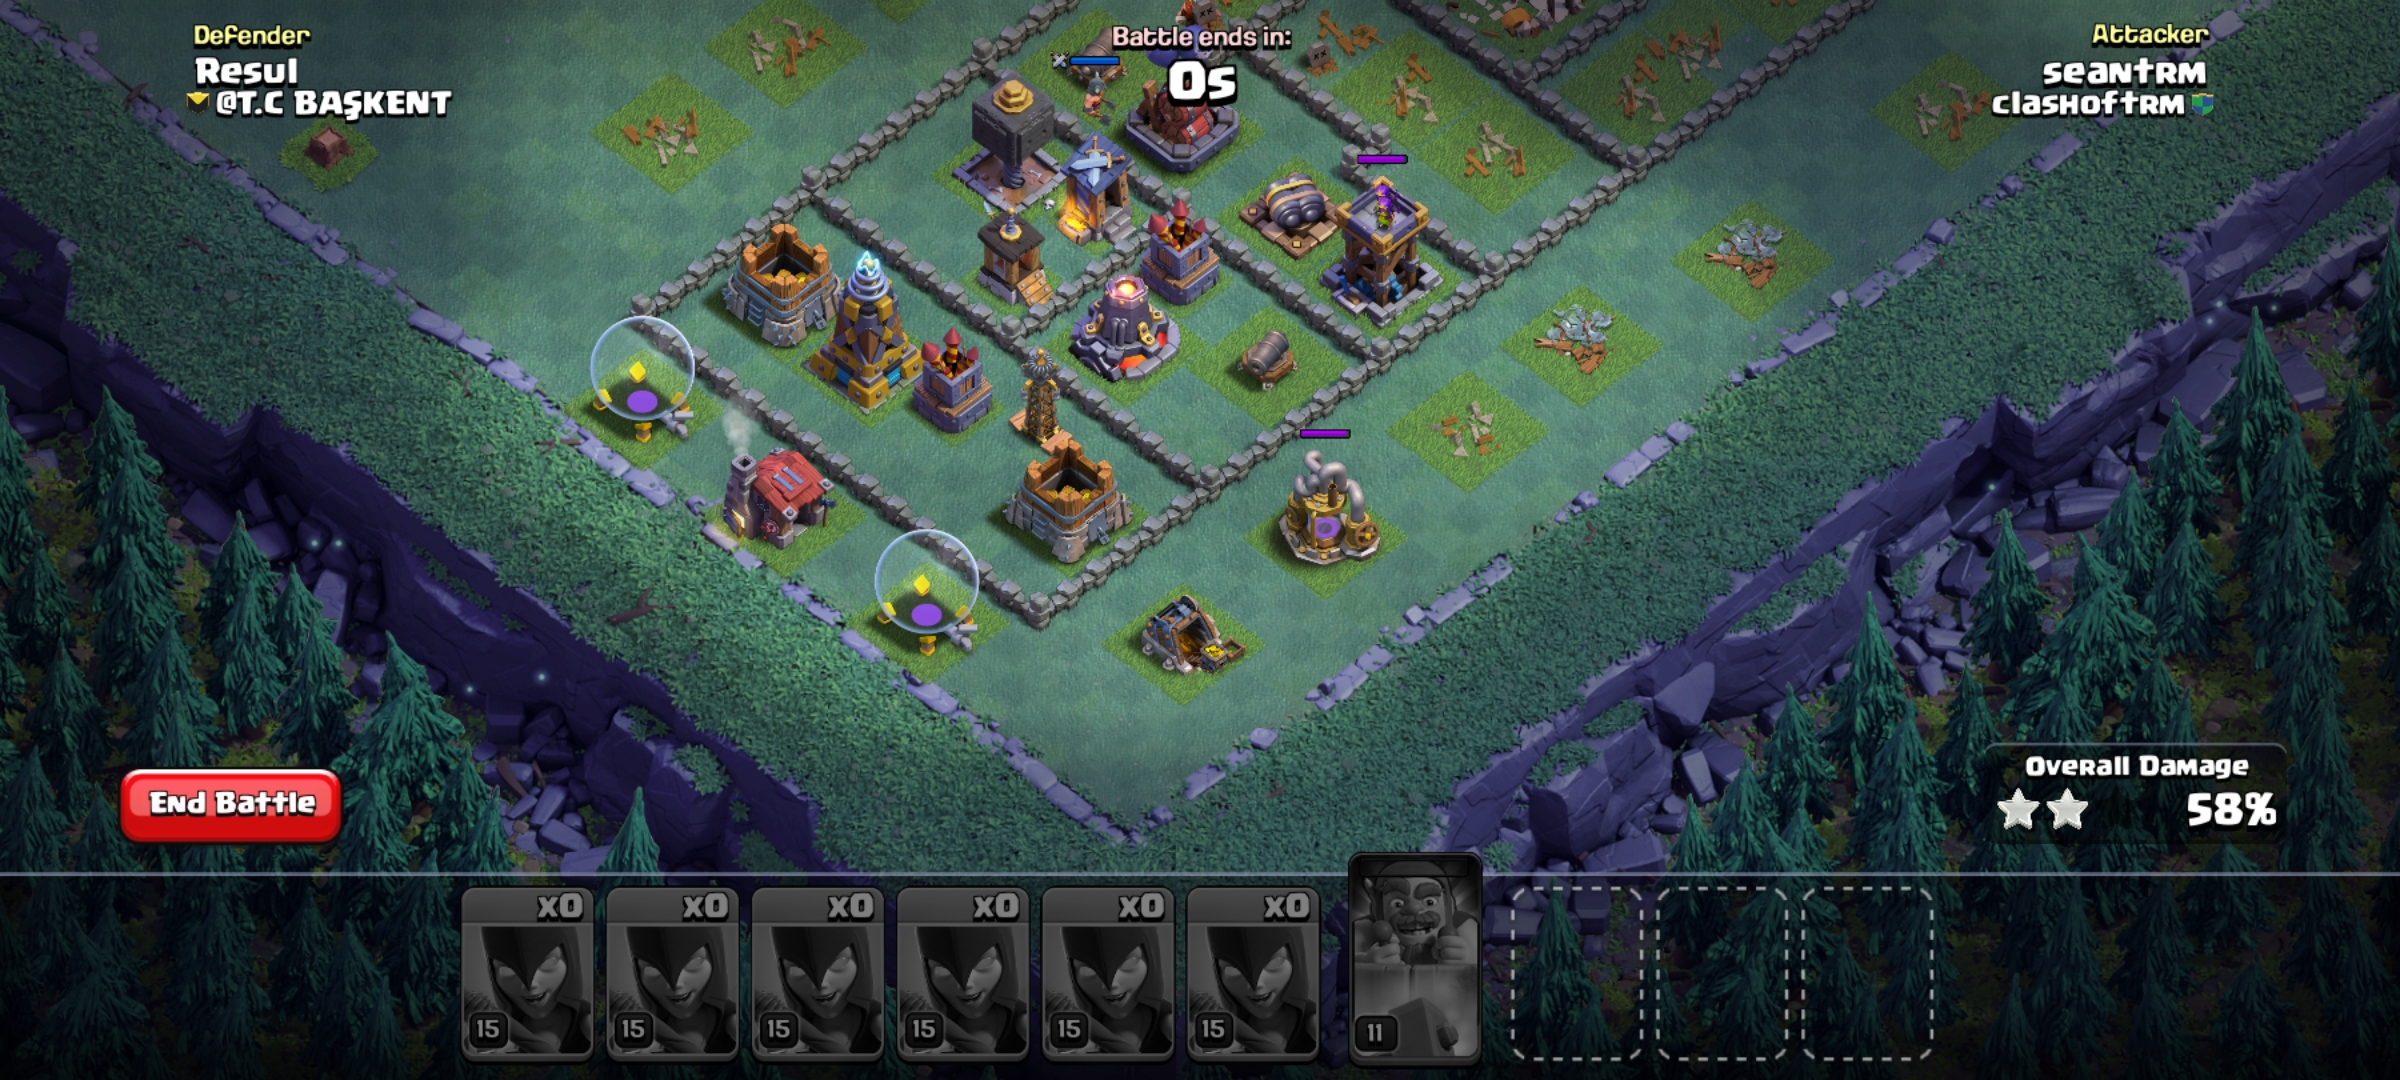 Defender
Resul
@T.C BAŞKENT
Battle ends in:
0s
Attacker
seantRM
clashoftRM
End Battle
Overall Damage
58%
x0
x0
x0
x0
x0
x0
15
15
15
15
15
15
11